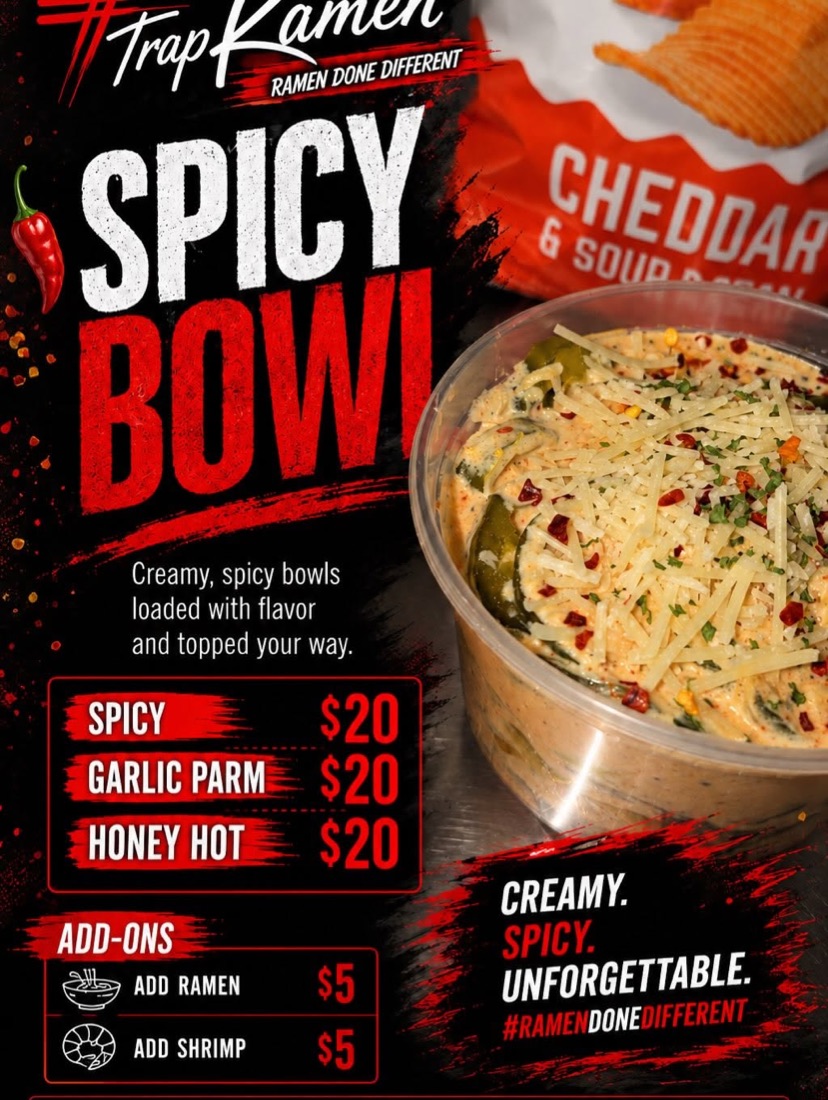 #TrapRamen
RAMEN DONE DIFFERENT
CHEDDAR
& SOUR CREAM
SPICY
BOWL
Creamy, spicy bowls
loaded with flavor
and topped your way.
SPICY $20
GARLIC PARM $20
HONEY HOT $20
ADD-ONS
ADD RAMEN $5
ADD SHRIMP $5
CREAMY.
SPICY.
UNFORGETTABLE.
#RAMENDONEDIFFERENT